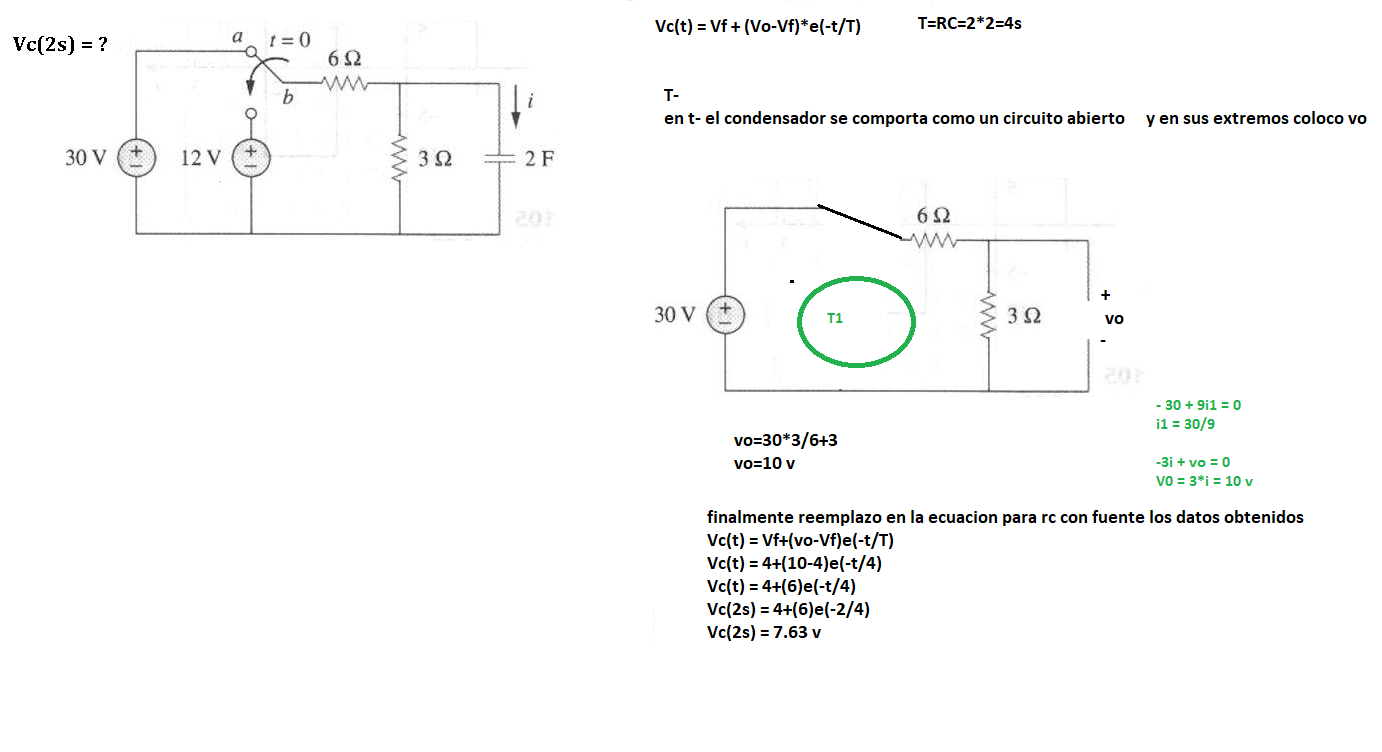 Vc(2s) = ?
a
t = 0
6 Ω
b
i
30 V
+
−
12 V
+
−
3 Ω
2 F
Vc(t) = Vf + (Vo-Vf)*e(-t/T)
T=RC=2*2=4s
T-
en t- el condensador se comporta como un circuito abierto y en sus extremos coloco vo
6 Ω
30 V
+
−
T1
3 Ω
+
vo
-
- 30 + 9i1 = 0
i1 = 30/9
-3i + vo = 0
V0 = 3*i = 10 v
vo=30*3/6+3
vo=10 v
finalmente reemplazo en la ecuacion para rc con fuente los datos obtenidos
Vc(t) = Vf+(vo-Vf)e(-t/T)
Vc(t) = 4+(10-4)e(-t/4)
Vc(t) = 4+(6)e(-t/4)
Vc(2s) = 4+(6)e(-2/4)
Vc(2s) = 7.63 v